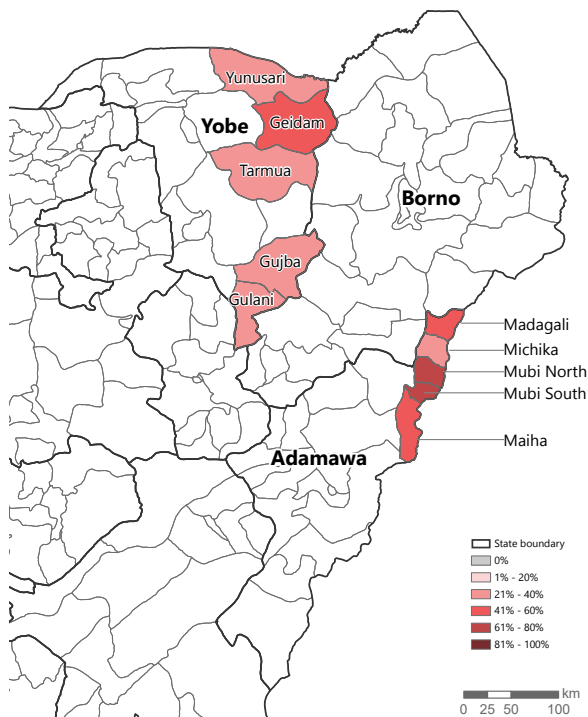 Yunusari
Yobe
Geidam
Tarmua
Borno
Gujba
Gulani
Madagali
Michika
Mubi North
Mubi South
Maiha
Adamawa
State boundary
0%
1% - 20%
21% - 40%
41% - 60%
61% - 80%
81% - 100%
km
0 25 50 100